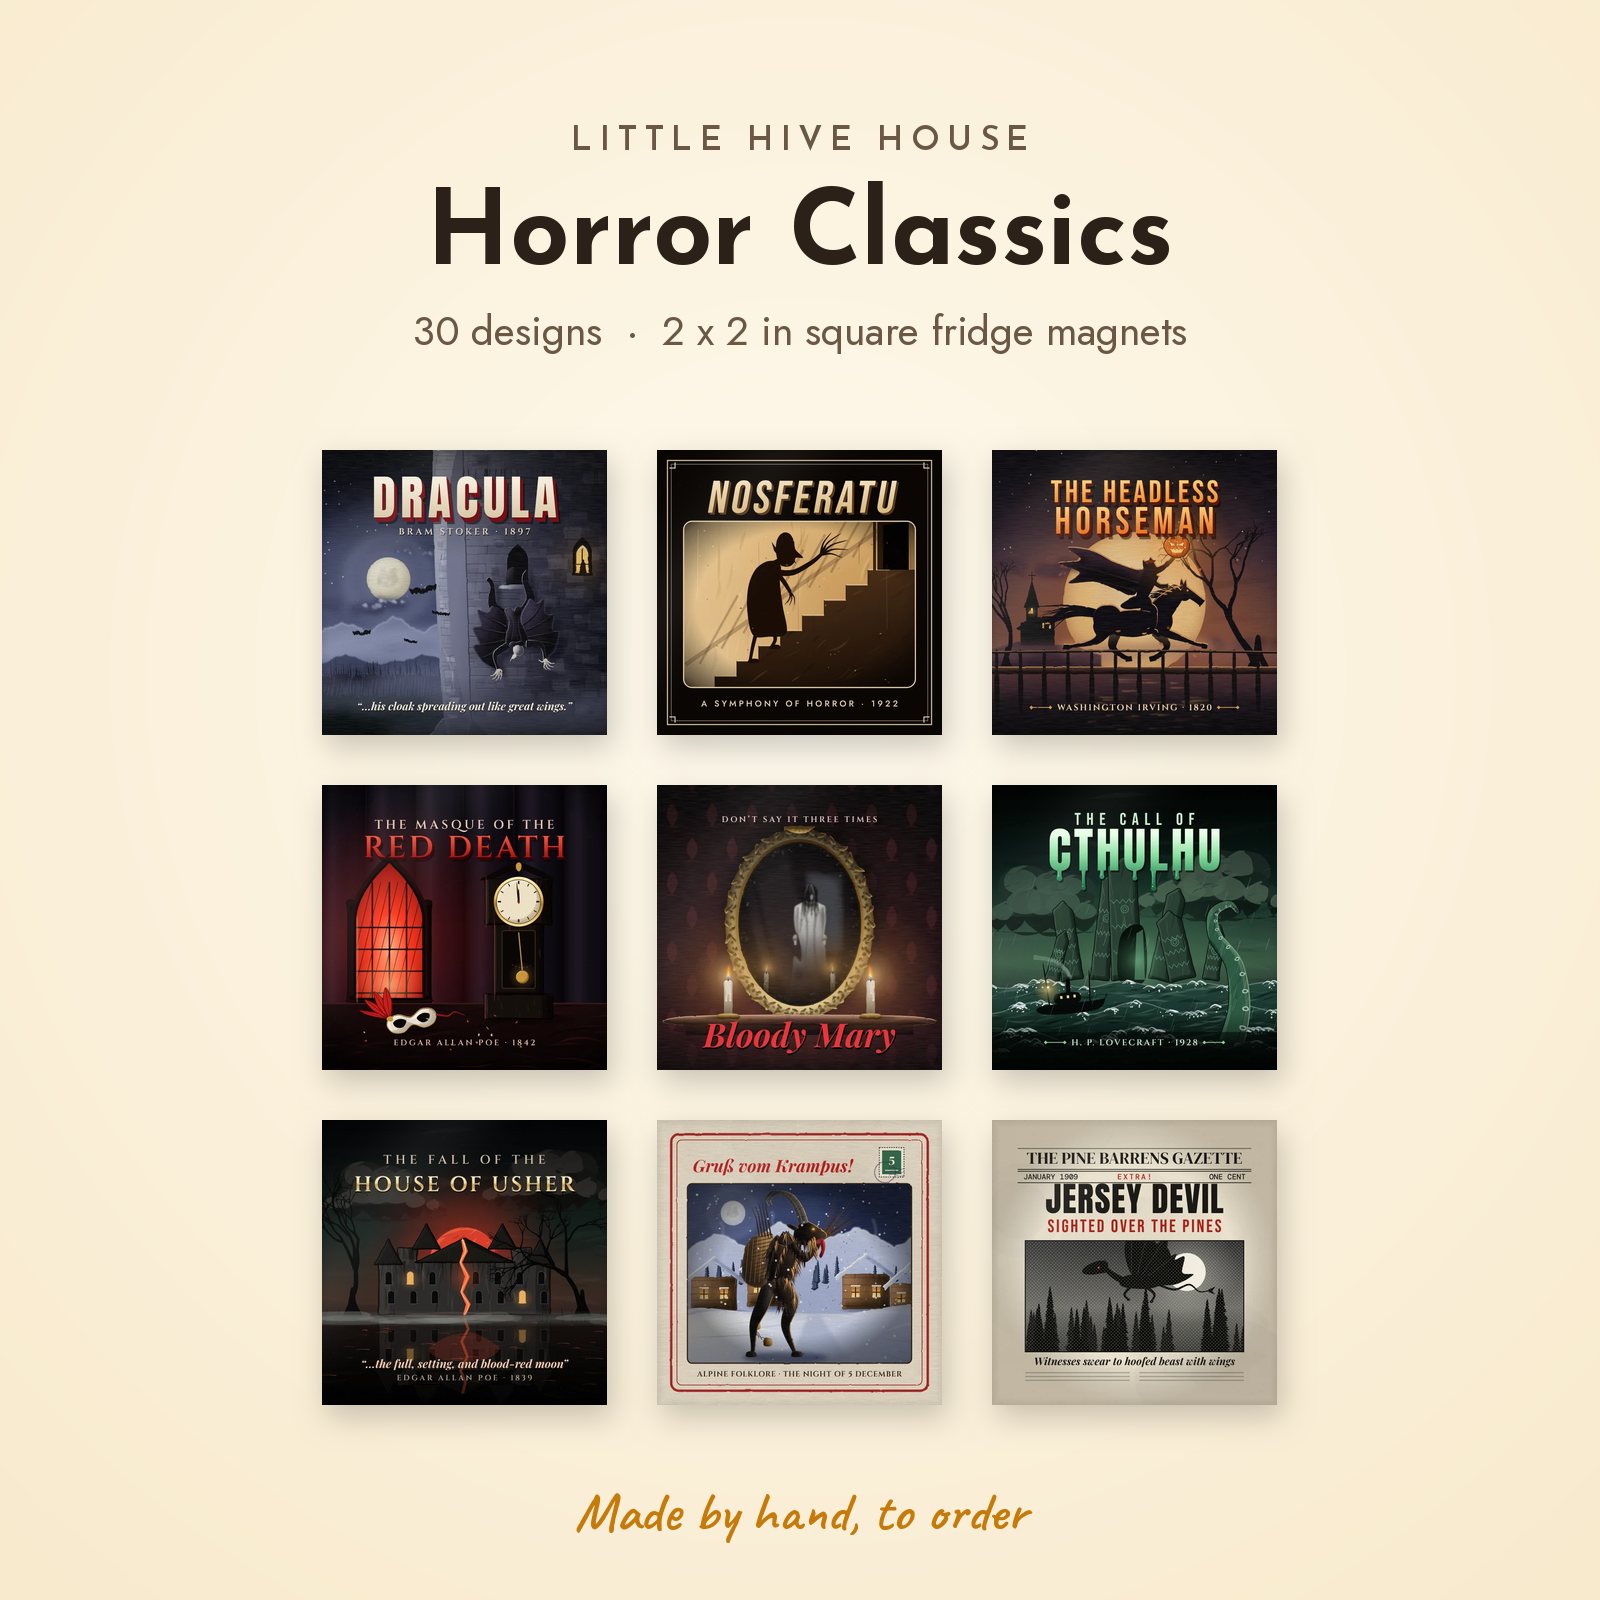 LITTLE HIVE HOUSE
Horror Classics
30 designs · 2 x 2 in square fridge magnets
DRACULA
BRAM STOKER · 1897
“...his cloak spreading out like great wings.”
NOSFERATU
A SYMPHONY OF HORROR · 1922
THE HEADLESS
HORSEMAN
WASHINGTON IRVING · 1820
THE MASQUE OF THE
RED DEATH
EDGAR ALLAN POE · 1842
DON'T SAY IT THREE TIMES
Bloody Mary
THE CALL OF
CTHULHU
H. P. LOVECRAFT · 1928
THE FALL OF THE
HOUSE OF USHER
“...the full, setting, and blood-red moon”
EDGAR ALLAN POE · 1839
Gruß vom Krampus!
5
ALPINE FOLKLORE · THE NIGHT OF 5 DECEMBER
THE PINE BARRENS GAZETTE
JANUARY 1909 EXTRA! ONE CENT
JERSEY DEVIL
SIGHTED OVER THE PINES
Witnesses swear to hoofed beast with wings
Made by hand, to order